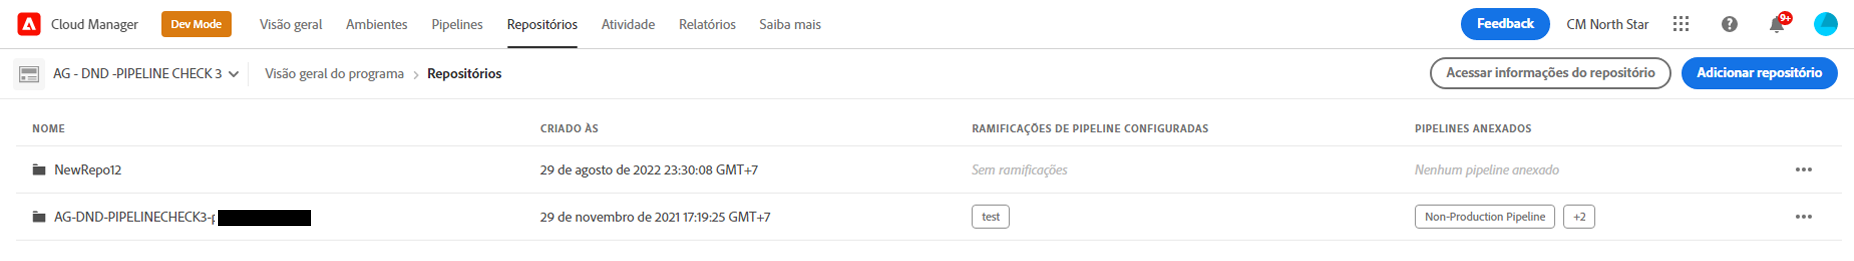 Cloud Manager Dev Mode Visão geral Ambientes Pipelines Repositórios Atividade Relatórios Saiba mais Feedback CM North Star 9+
AG - DND -PIPELINE CHECK 3 Visão geral do programa Repositórios Acessar informações do repositório Adicionar repositório
NOME CRIADO ÀS RAMIFICAÇÕES DE PIPELINE CONFIGURADAS PIPELINES ANEXADOS
NewRepo12 29 de agosto de 2022 23:30:08 GMT+7 Sem ramificações Nenhum pipeline anexado
AG-DND-PIPELINECHECK3-p 29 de novembro de 2021 17:19:25 GMT+7 test Non-Production Pipeline +2